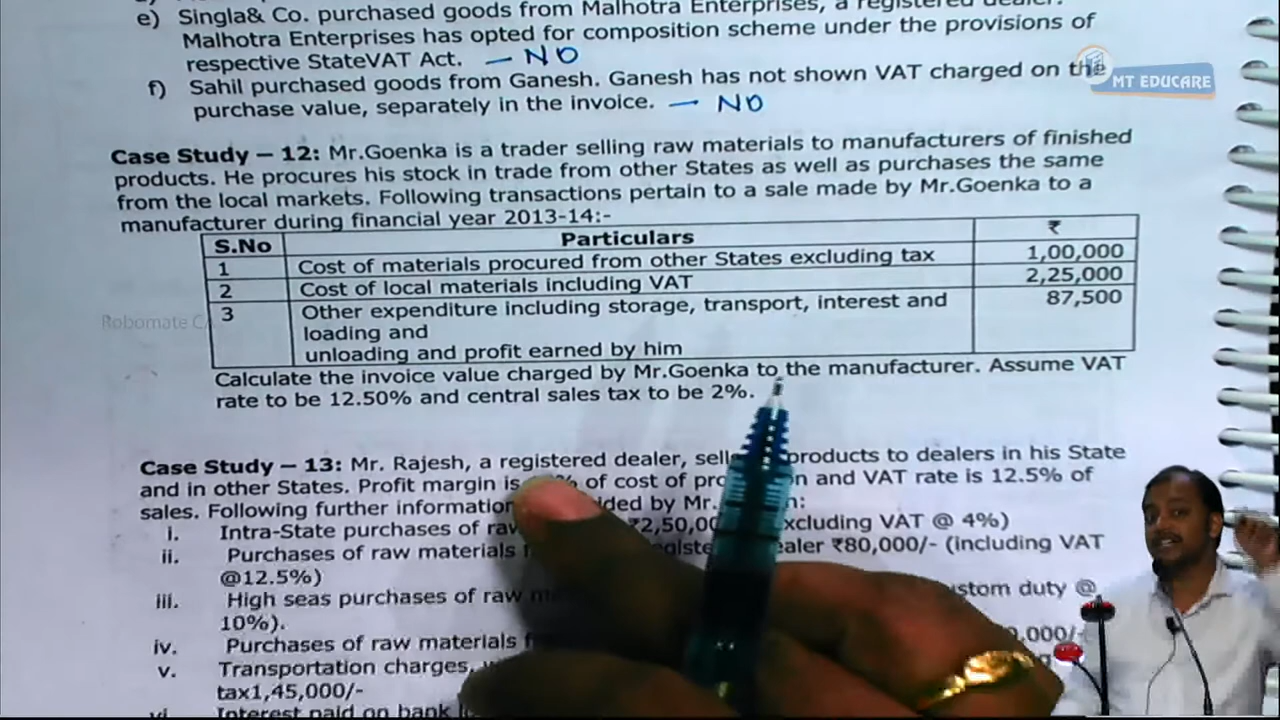 e) Singla& Co. purchased goods from Malhotra Enterprises, a registered dealer.
Malhotra Enterprises has opted for composition scheme under the provisions of
respective StateVAT Act. — NO
f) Sahil purchased goods from Ganesh. Ganesh has not shown VAT charged on the
purchase value, separately in the invoice. — NO
MT EDUCARE
Case Study – 12: Mr.Goenka is a trader selling raw materials to manufacturers of finished
products. He procures his stock in trade from other States as well as purchases the same
from the local markets. Following transactions pertain to a sale made by Mr.Goenka to a
manufacturer during financial year 2013-14:-
S.No Particulars ₹
1 Cost of materials procured from other States excluding tax 1,00,000
2 Cost of local materials including VAT 2,25,000
3 Other expenditure including storage, transport, interest and 87,500
loading and
unloading and profit earned by him
Robomate
Calculate the invoice value charged by Mr.Goenka to the manufacturer. Assume VAT
rate to be 12.50% and central sales tax to be 2%.
Case Study – 13: Mr. Rajesh, a registered dealer, products to dealers in his State
and in other States. Profit margin is of cost of and VAT rate is 12.5% of
sales. Following further information by Mr.
i. Intra-State purchases of raw VAT @ 4%)
ii. Purchases of raw materials ₹80,000/- (including VAT
@12.5%)
iii. High seas purchases of raw duty @
10%).
iv. Purchases of raw materials
v. Transportation charges,
tax1,45,000/-
vi. Interest paid on bank